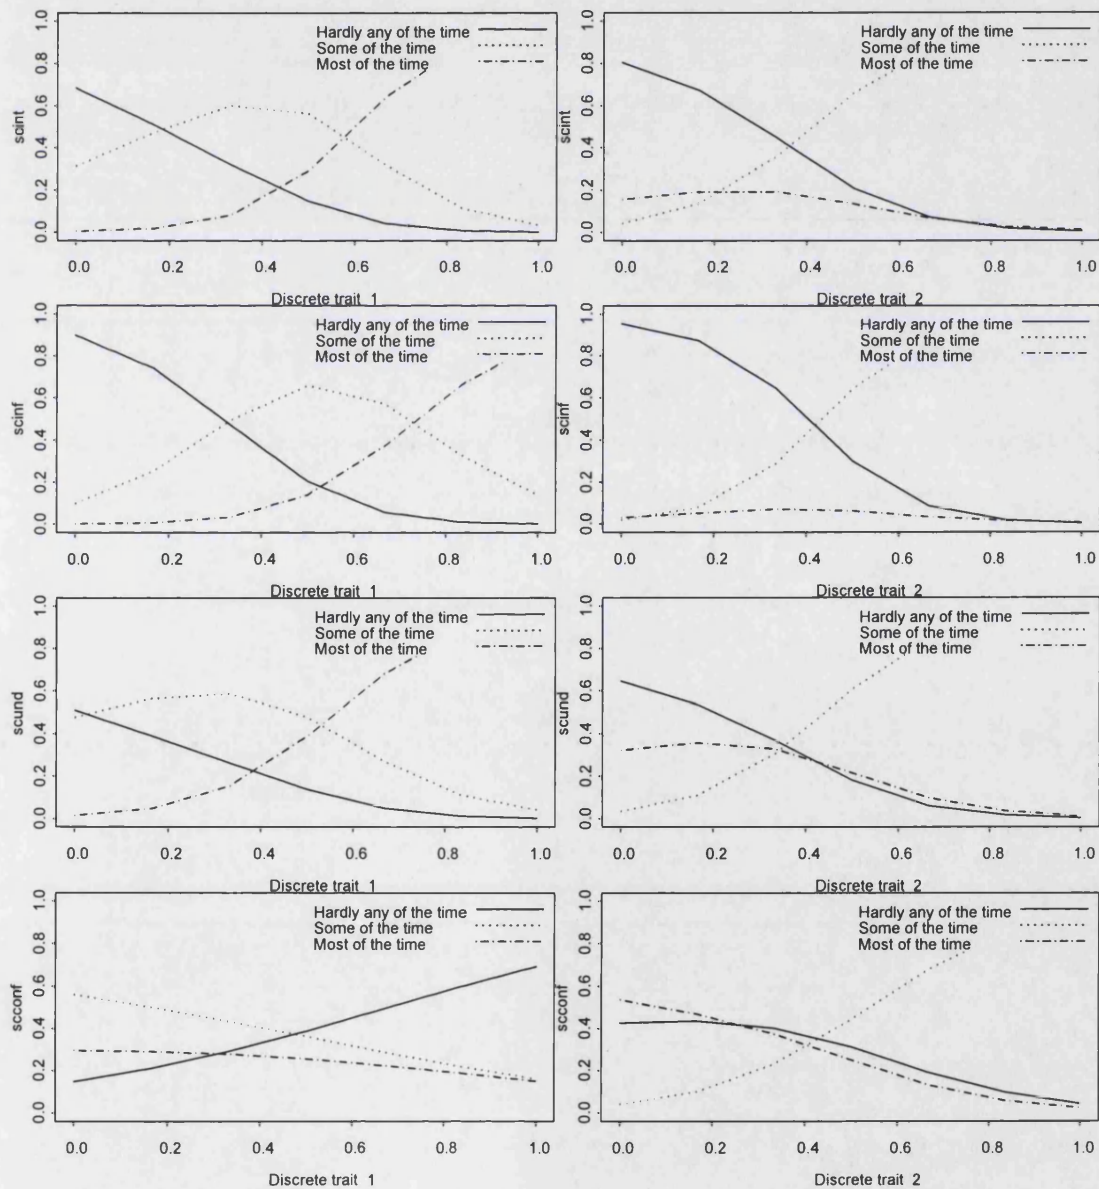 scint
1.0
0.8
0.6
0.4
0.2
0.0
Hardly any of the time
Some of the time
Most of the time
0.0 0.2 0.4 0.6 0.8 1.0
Discrete trait 1
scint
1.0
0.8
0.6
0.4
0.2
0.0
Hardly any of the time
Some of the time
Most of the time
0.0 0.2 0.4 0.6 0.8 1.0
Discrete trait 2
scinf
1.0
0.8
0.6
0.4
0.2
0.0
Hardly any of the time
Some of the time
Most of the time
0.0 0.2 0.4 0.6 0.8 1.0
Discrete trait 1
scinf
1.0
0.8
0.6
0.4
0.2
0.0
Hardly any of the time
Some of the time
Most of the time
0.0 0.2 0.4 0.6 0.8 1.0
Discrete trait 2
scund
1.0
0.8
0.6
0.4
0.2
0.0
Hardly any of the time
Some of the time
Most of the time
0.0 0.2 0.4 0.6 0.8 1.0
Discrete trait 1
scund
1.0
0.8
0.6
0.4
0.2
0.0
Hardly any of the time
Some of the time
Most of the time
0.0 0.2 0.4 0.6 0.8 1.0
Discrete trait 2
scconf
1.0
0.8
0.6
0.4
0.2
0.0
Hardly any of the time
Some of the time
Most of the time
0.0 0.2 0.4 0.6 0.8 1.0
Discrete trait 1
scconf
1.0
0.8
0.6
0.4
0.2
0.0
Hardly any of the time
Some of the time
Most of the time
0.0 0.2 0.4 0.6 0.8 1.0
Discrete trait 2